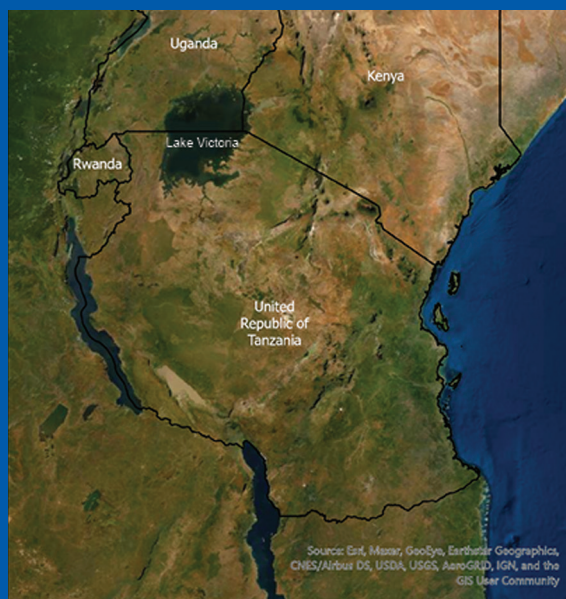 Uganda
Kenya
Lake Victoria
Rwanda
United
Republic of
Tanzania
Source: Esri, Maxar, GeoEye, Earthstar Geographics,
CNES/Airbus DS, USDA, USGS, AeroGRID, IGN, and the
GIS User Community